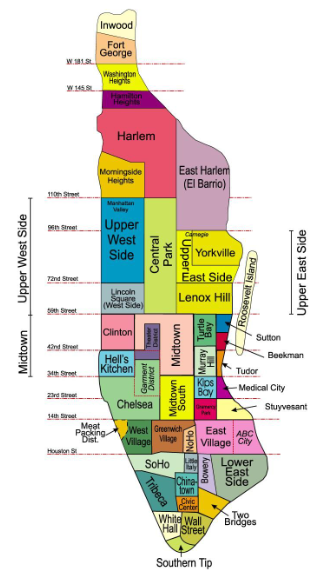 Inwood
Fort
George
W 181 St.
Washington
Heights
W 145 St.
Hamilton
Heights
Harlem
Morningside
Heights
East Harlem
(El Barrio)
110th Street
Manhattan
Valley
Upper
West
Side
96th Street
Central
Park
Carnegie
Yorkville
Upper
East Side
72nd Street
Lincoln
Square
(West Side)
Lenox Hill
Upper West Side
Upper East Side
Roosevelt Island
59th Street
Midtown
Clinton
Theater
District
Midtown
Turtle
Bay
Sutton
Beekman
42nd Street
Hell's
Kitchen
Garment
District
Murray
Hill
Tudor
34th Street
Midtown
South
Kips
Bay
Medical City
Chelsea
23rd Street
Gramercy
Park
Stuyvesant
14th Street
Meat
Packing
Dist.
West
Village
Greenwich
Village
NoHo
East
Village
ABC
City
Houston St
SoHo
Little
Italy
Bowery
Lower
East
Side
Tribeca
China-
town
Civic
Center
Two
Bridges
White
Hall
Wall
Street
Southern Tip